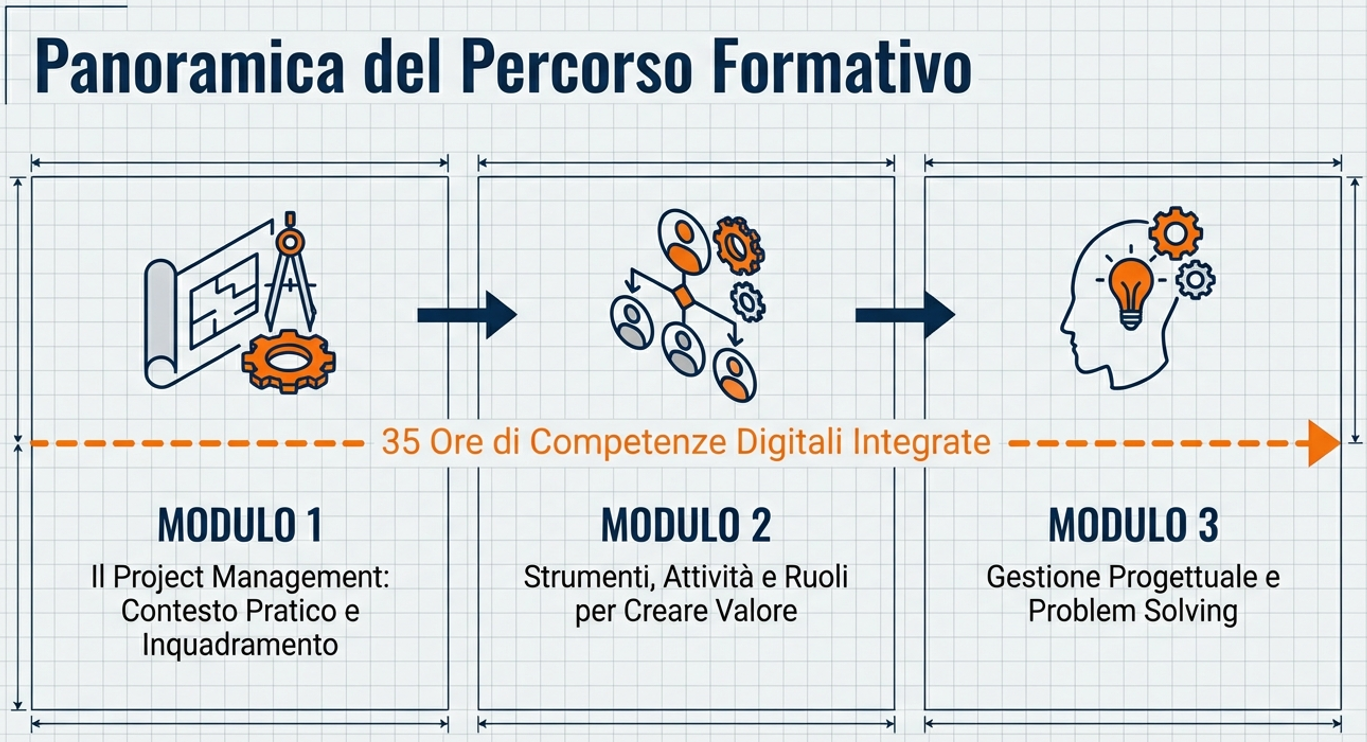 Panoramica del Percorso Formativo
35 Ore di Competenze Digitali Integrate
MODULO 1
Il Project Management:
Contesto Pratico e
Inquadramento
MODULO 2
Strumenti, Attività e Ruoli
per Creare Valore
MODULO 3
Gestione Progettuale e
Problem Solving